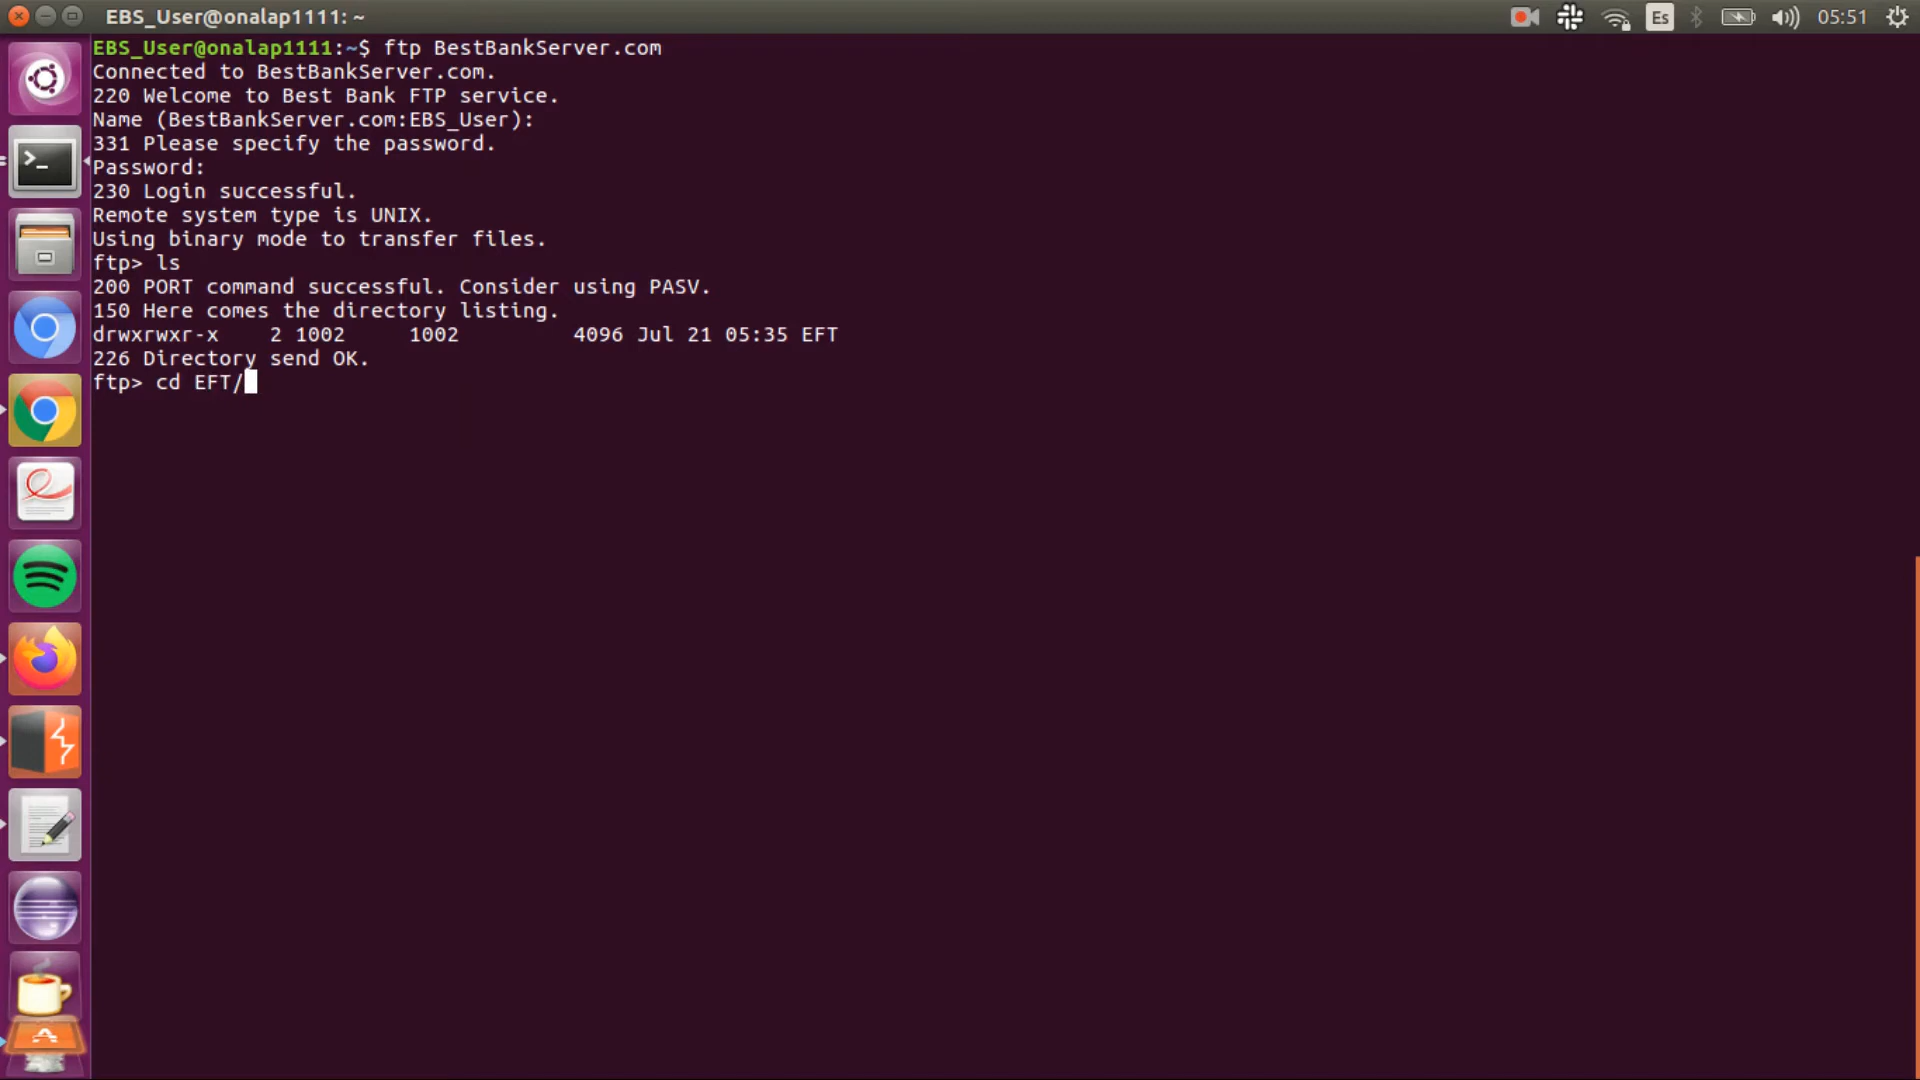 EBS_User@onalap1111: ~
Es
05:51
EBS_User@onalap1111:~$ ftp BestBankServer.com
Connected to BestBankServer.com.
220 Welcome to Best Bank FTP service.
Name (BestBankServer.com:EBS_User):
331 Please specify the password.
Password:
230 Login successful.
Remote system type is UNIX.
Using binary mode to transfer files.
ftp> ls
200 PORT command successful. Consider using PASV.
150 Here comes the directory listing.
drwxrwxr-x    2 1002     1002         4096 Jul 21 05:35 EFT
226 Directory send OK.
ftp> cd EFT/